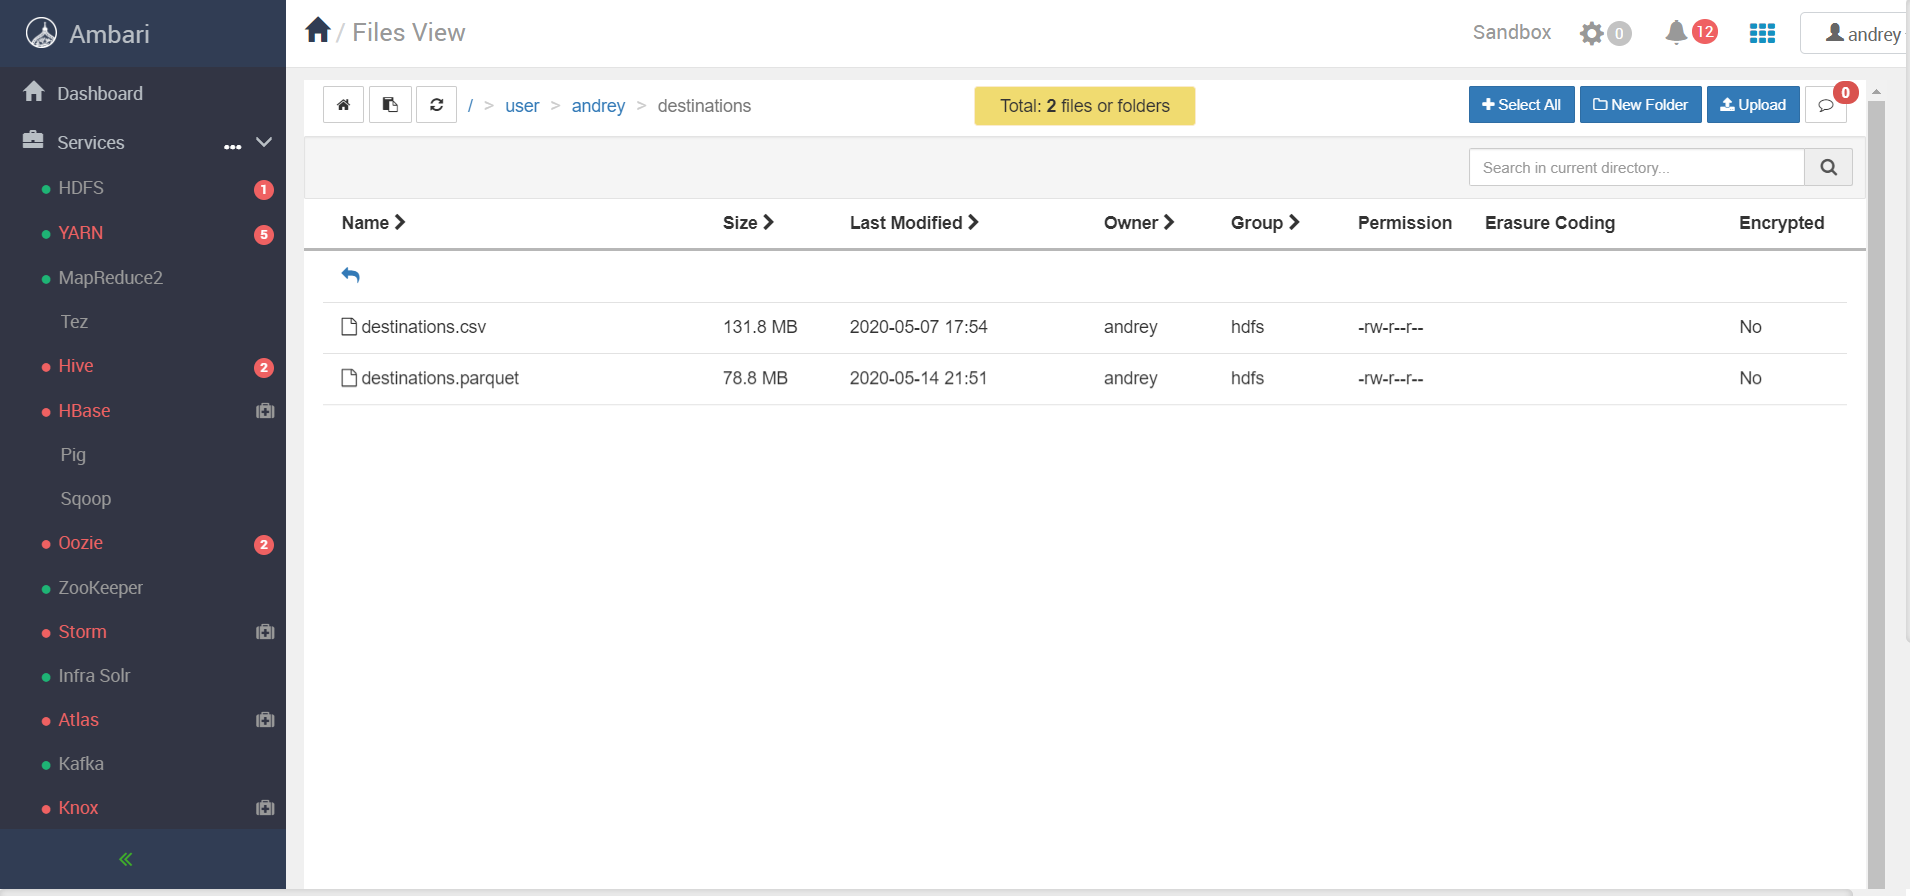 Ambari
/ Files View
Sandbox 0 12 andrey
Dashboard
Services ...
HDFS 1
YARN 5
MapReduce2
Tez
Hive 2
HBase
Pig
Sqoop
Oozie 2
ZooKeeper
Storm
Infra Solr
Atlas
Kafka
Knox
/ > user > andrey > destinations
Total: 2 files or folders
Select All New Folder Upload 0
Search in current directory...
Name Size Last Modified Owner Group Permission Erasure Coding Encrypted
destinations.csv 131.8 MB 2020-05-07 17:54 andrey hdfs -rw-r--r-- No
destinations.parquet 78.8 MB 2020-05-14 21:51 andrey hdfs -rw-r--r-- No